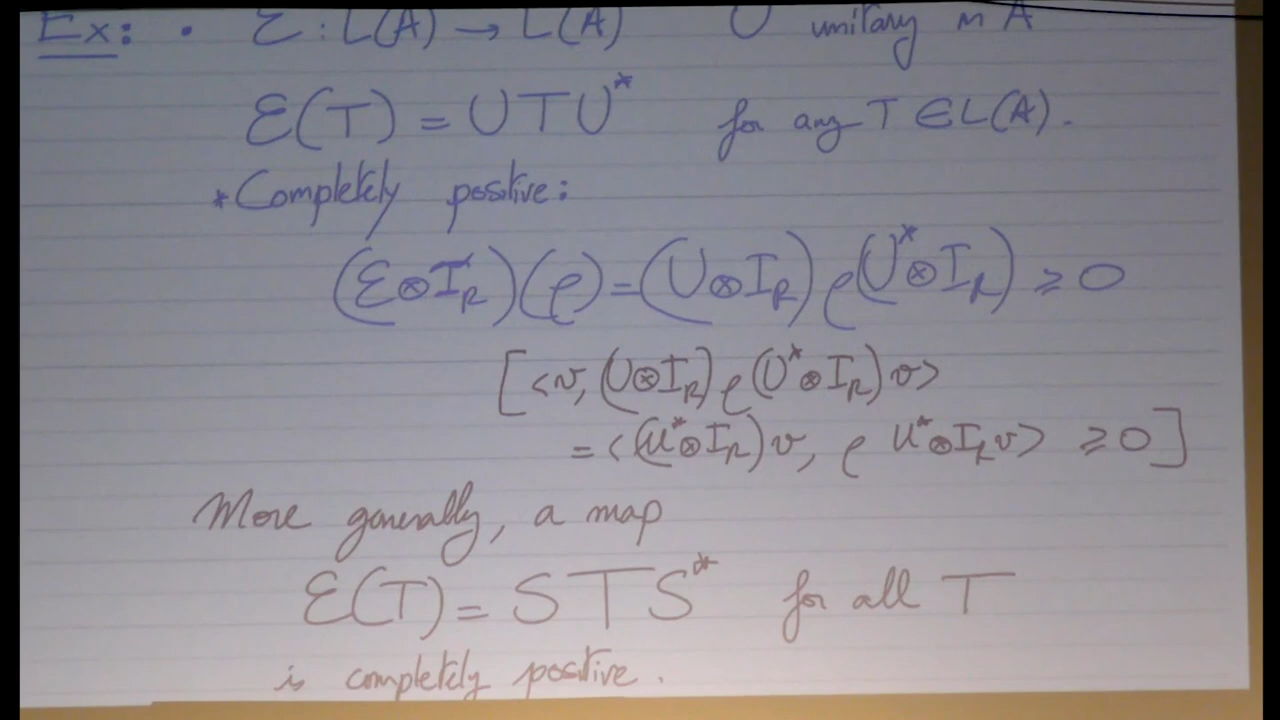 Ex: • Ɛ : L(A) → L(A) U unitary in A
Ɛ(T) = UTU* for any T ∈ L(A).
* Completely positive:
(Ɛ⊗I_R)(ρ) = (U⊗I_R) ρ (U*⊗I_R) ≥ 0
[<v, (U⊗I_R) ρ (U*⊗I_R) v>
= <(U*⊗I_R) v, ρ U*⊗I_R v> ≥ 0]
More generally, a map
Ɛ(T) = STS* for all T
is completely positive.